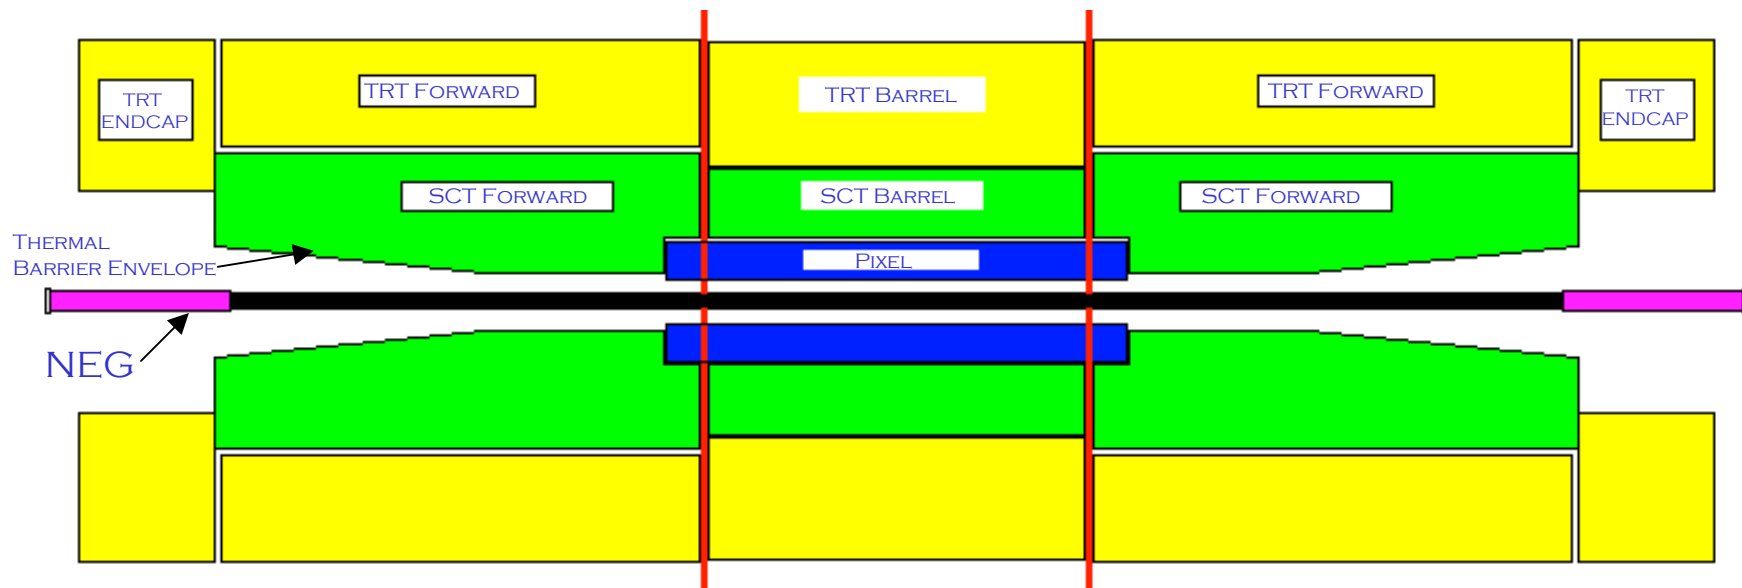 TRT
ENDCAP
TRT FORWARD
TRT BARREL
TRT FORWARD
TRT
ENDCAP
SCT FORWARD
SCT BARREL
SCT FORWARD
THERMAL
BARRIER ENVELOPE
PIXEL
NEG